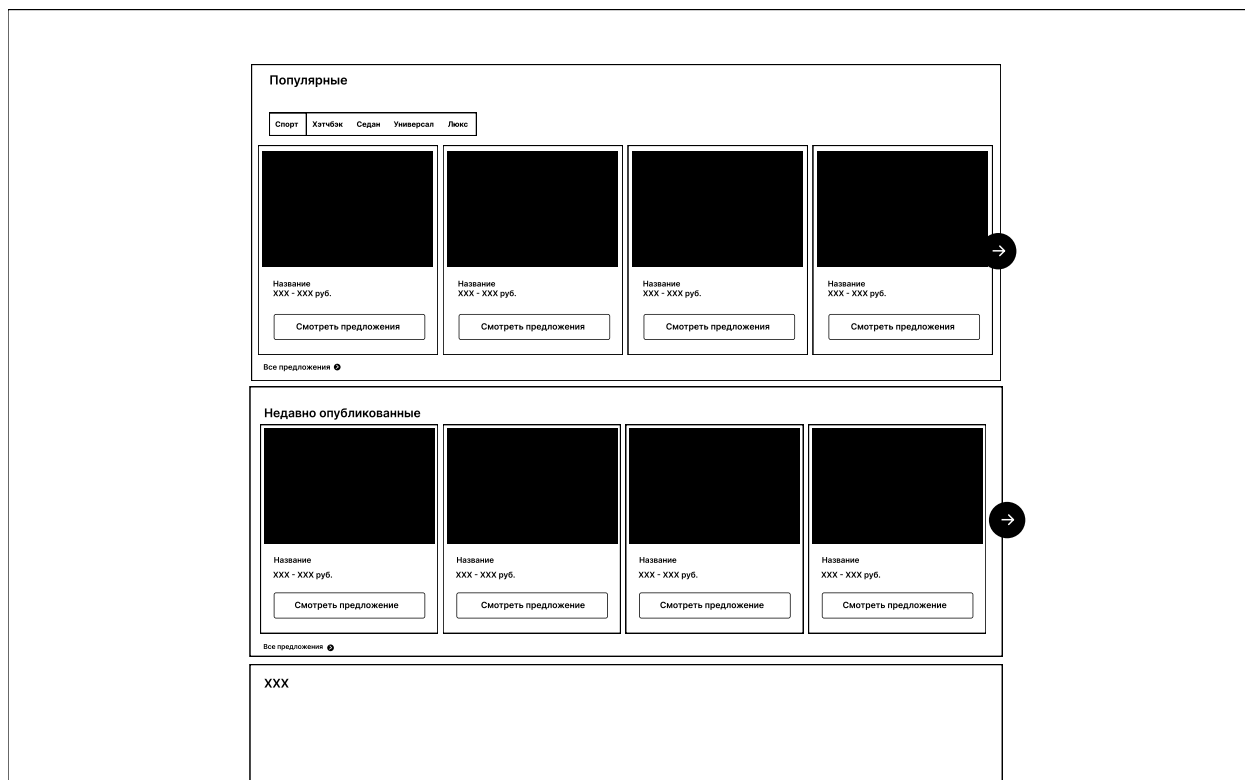 Популярные
Спорт Хэтчбэк Седан Универсал Люкс
Название Название Название Название
XXX - XXX руб. XXX - XXX руб. XXX - XXX руб. XXX - XXX руб.
Смотреть предложения Смотреть предложения Смотреть предложения Смотреть предложения
Все предложения
Недавно опубликованные
Название Название Название Название
XXX - XXX руб. XXX - XXX руб. XXX - XXX руб. XXX - XXX руб.
Смотреть предложение Смотреть предложение Смотреть предложение Смотреть предложение
Все предложения
XXX